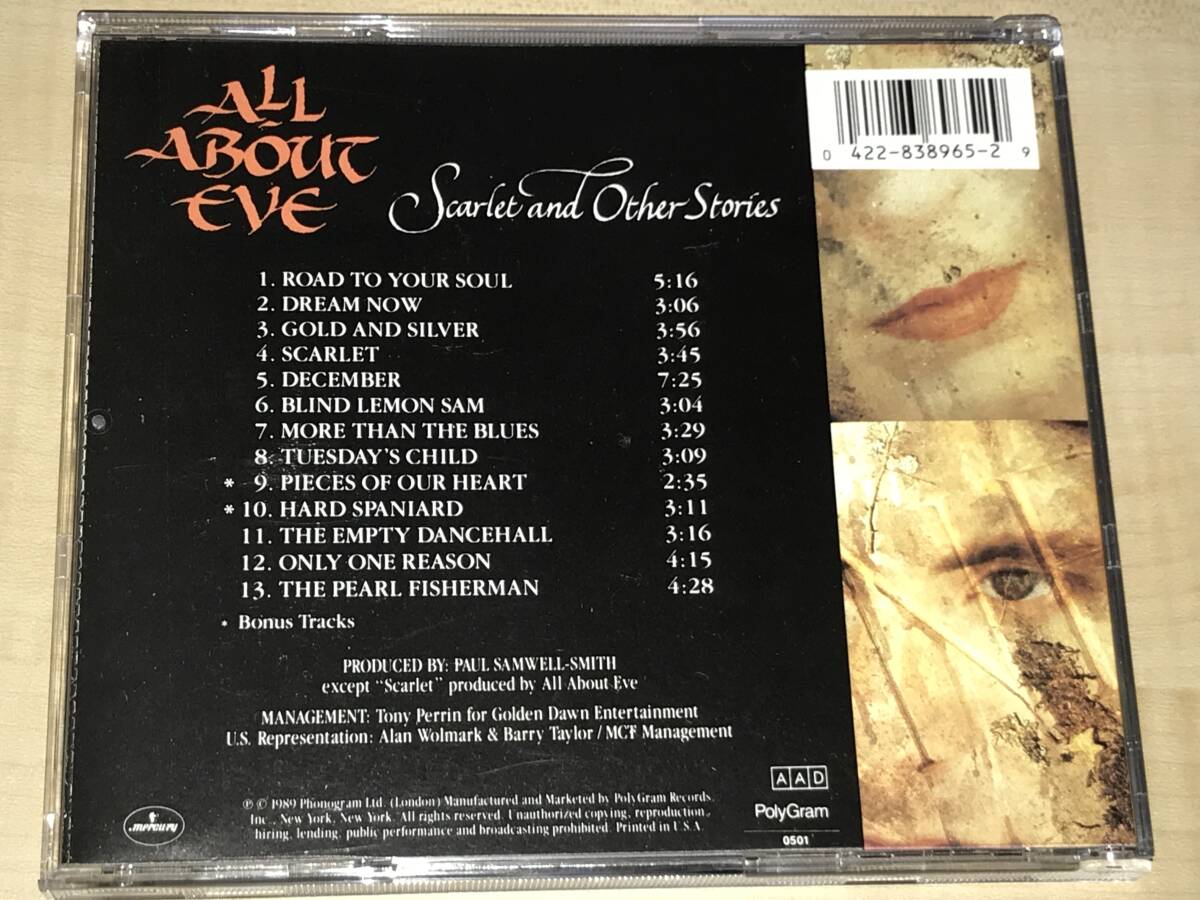 ALL
ABOUT
EVE
Scarlet and Other Stories
0 422-838965-2 9
1. ROAD TO YOUR SOUL 5:16
2. DREAM NOW 3:06
3. GOLD AND SILVER 3:56
4. SCARLET 3:45
5. DECEMBER 7:25
6. BLIND LEMON SAM 3:04
7. MORE THAN THE BLUES 3:29
8. TUESDAY'S CHILD 3:09
* 9. PIECES OF OUR HEART 2:35
* 10. HARD SPANIARD 3:11
11. THE EMPTY DANCEHALL 3:16
12. ONLY ONE REASON 4:15
13. THE PEARL FISHERMAN 4:28
* Bonus Tracks
PRODUCED BY: PAUL SAMWELL-SMITH
except "Scarlet" produced by All About Eve
MANAGEMENT: Tony Perrin for Golden Dawn Entertainment
U.S. Representation: Alan Wolmark & Barry Taylor/MCT Management
AAD
PolyGram
0501
mercury
℗ © 1989 Phonogram Ltd. (London) Manufactured and Marketed by PolyGram Records,
Inc., New York, New York. All rights reserved. Unauthorized copying, reproduction,
hiring, lending, public performance and broadcasting prohibited. Printed in U.S.A.